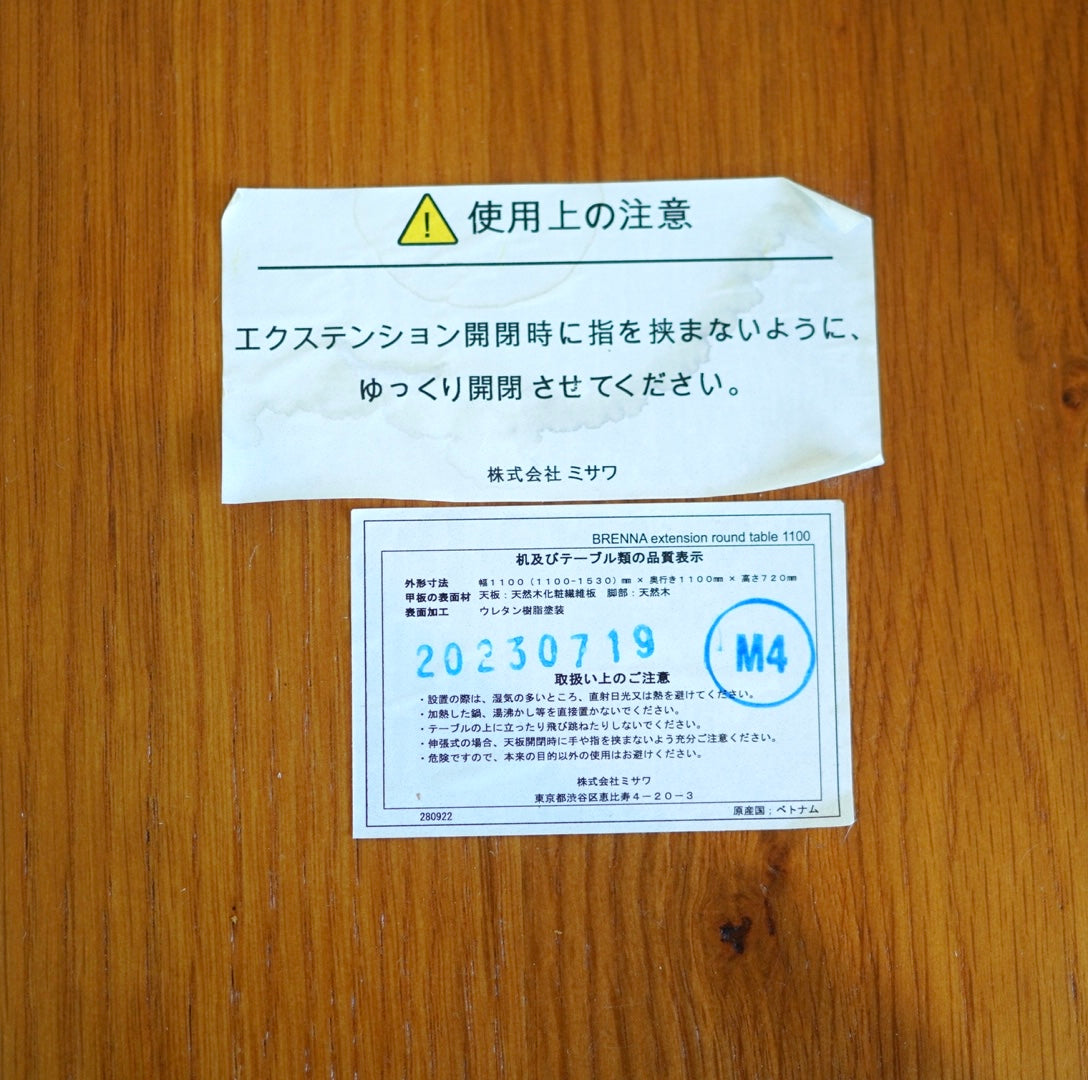 使用上の注意
エクステンション開閉時に指を挟まないように、
ゆっくり開閉させてください。
株式会社 ミサワ
BRENNA extension round table 1100
机及びテーブル類の品質表示
外形寸法 幅1100(1100-1530)㎜ × 奥行き1100㎜ × 高さ720㎜
甲板の表面材 天板:天然木化粧繊維板 脚部:天然木
表面加工 ウレタン樹脂塗装
20230719
M4
取扱い上のご注意
・設置の際は、湿気の多いところ、直射日光又は熱を避けてください。
・加熱した鍋、湯沸かし等を直接置かないでください。
・テーブルの上に立ったり飛び跳ねたりしないでください。
・伸張式の場合、天板開閉時に手や指を挟まないよう充分ご注意ください。
・危険ですので、本来の目的以外の使用はお避けください。
株式会社ミサワ
東京都渋谷区恵比寿4-20-3
280922
原産国:ベトナム